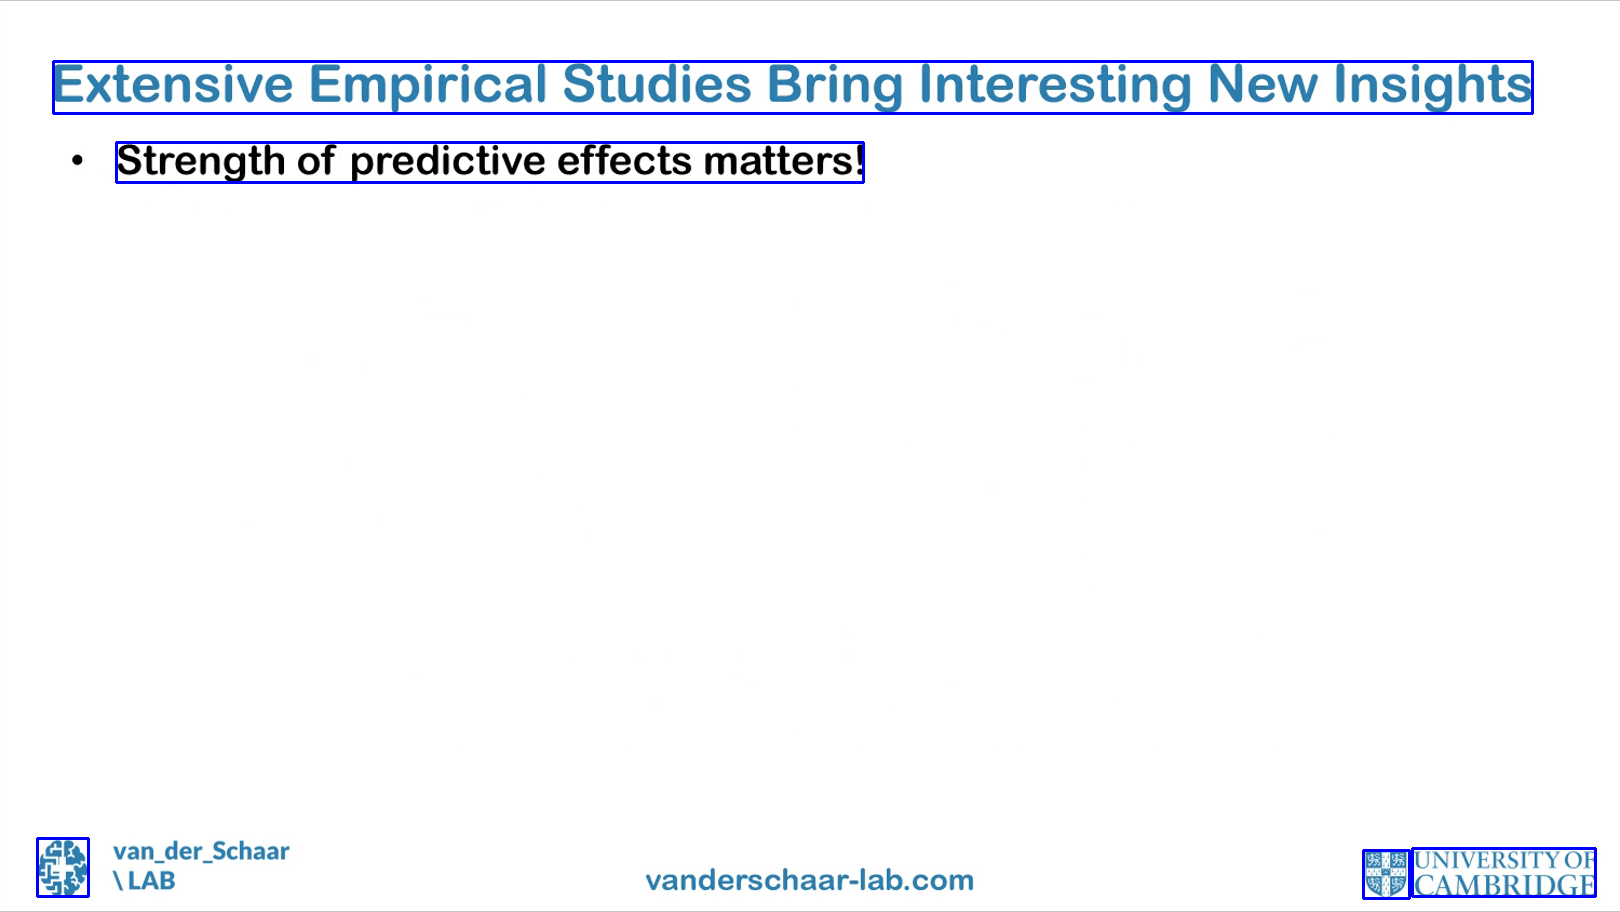 Extensive Empirical Studies Bring Interesting New Insights
• Strength of predictive effects matters!
van_der_Schaar
\ LAB
vanderschaar-lab.com
UNIVERSITY OF
CAMBRIDGE